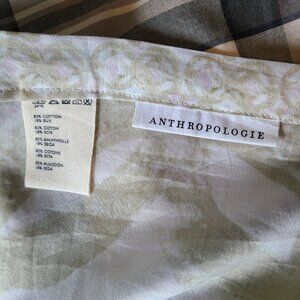 82% COTTON
18% SILK
82% COTON
18% SOIE
82% BAUMWOLLE
18% SEIDA
82% COTONE
18% SETA
82% ALGODON
18% SEDA
ANTHROPOLOGIE